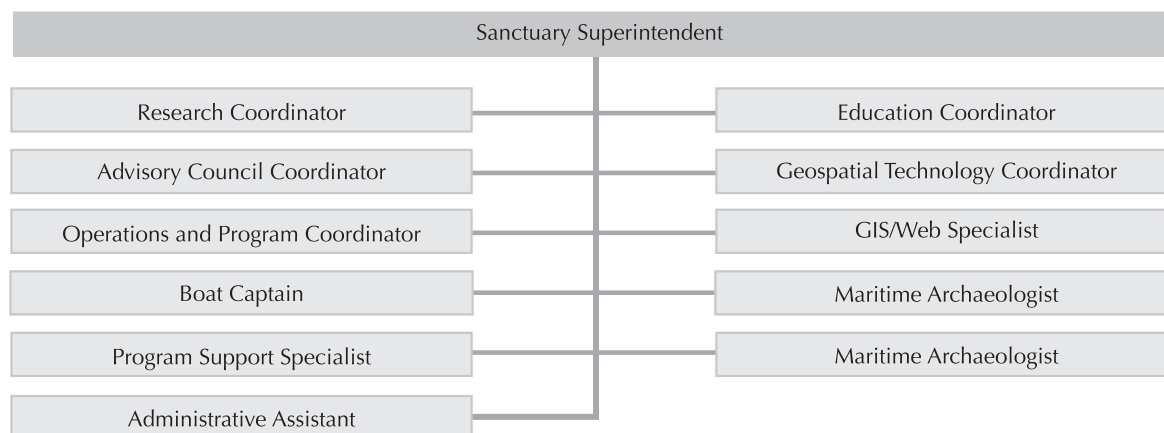 Sanctuary Superintendent
Research Coordinator
Education Coordinator
Advisory Council Coordinator
Geospatial Technology Coordinator
Operations and Program Coordinator
GIS/Web Specialist
Boat Captain
Maritime Archaeologist
Program Support Specialist
Maritime Archaeologist
Administrative Assistant